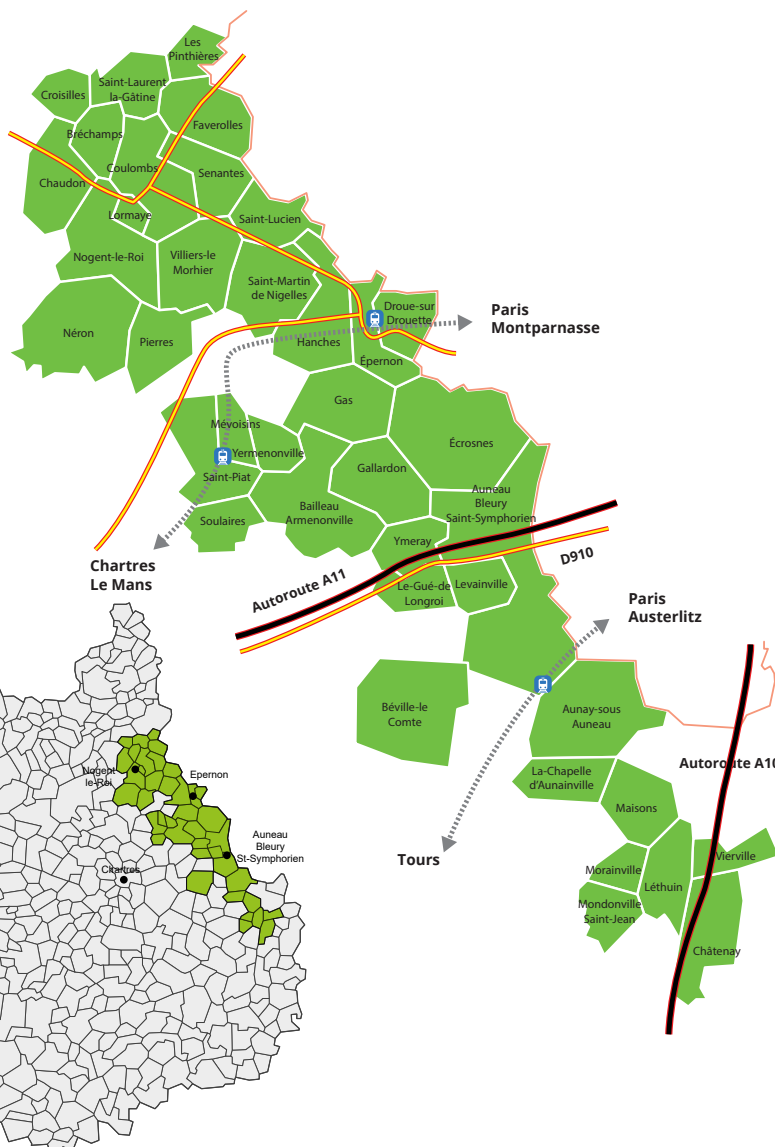 Les
Pinthières
Saint-Laurent
la-Gâtine
Croisilles
Faverolles
Bréchamps
Coulombs
Senantes
Chaudon
Lormaye
Saint-Lucien
Nogent-le-Roi
Villiers-le
Morhier
Saint-Martin
de Nigelles
Droue-sur
Drouette
Paris
Montparnasse
Néron
Pierres
Hanches
Épernon
Gas
Mévoisins
Écrosnes
Yermenonville
Gallardon
Saint-Piat
Auneau
Bleury
Saint-Symphorien
Soulaires
Bailleau
Armenonville
Ymeray
D910
Chartres
Le Mans
Autoroute A11
Le-Gué-de
Longroi
Levainville
Paris
Austerlitz
Béville-le
Comte
Aunay-sous
Auneau
Autoroute A10
La-Chapelle
d'Aunainville
Maisons
Tours
Vierville
Morainville
Léthuin
Mondonville
Saint-Jean
Châtenay
Nogent
le-Roi
Epernon
Auneau
Bleury
St-Symphorien
Chartres